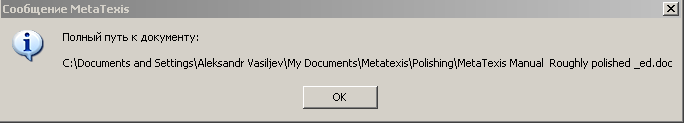 Сообщение MetaTexis
Полный путь к документу:
C:\Documents and Settings\Aleksandr Vasiljev\My Documents\Metatexis\Polishing\MetaTexis Manual  Roughly polished _ed.doc
OK